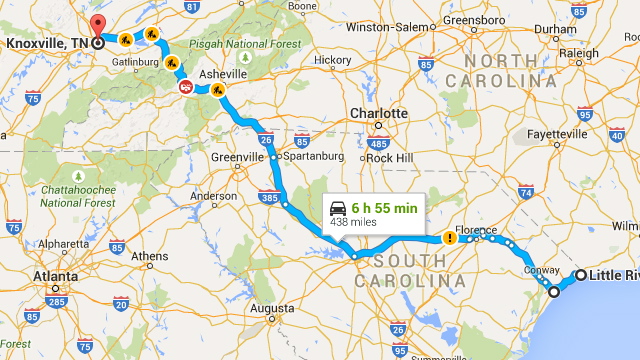 Boone
Winston-Salem
Greensboro
Durham
Raleigh
Knoxville, TN
Gatlinburg
Pisgah National Forest
Asheville
Hickory
NORTH
CAROLINA
75
40
85
95
Charlotte
485
Fayetteville
26
85
Greenville
Spartanburg
Rock Hill
Chattahoochee
National Forest
385
Anderson
74
6 h 55 min
438 miles
Florence
75
Alpharetta
Athens
SOUTH
CAROLINA
Conway
Little Riv
Atlanta
285
20
Augusta
26
95
85
Summerville